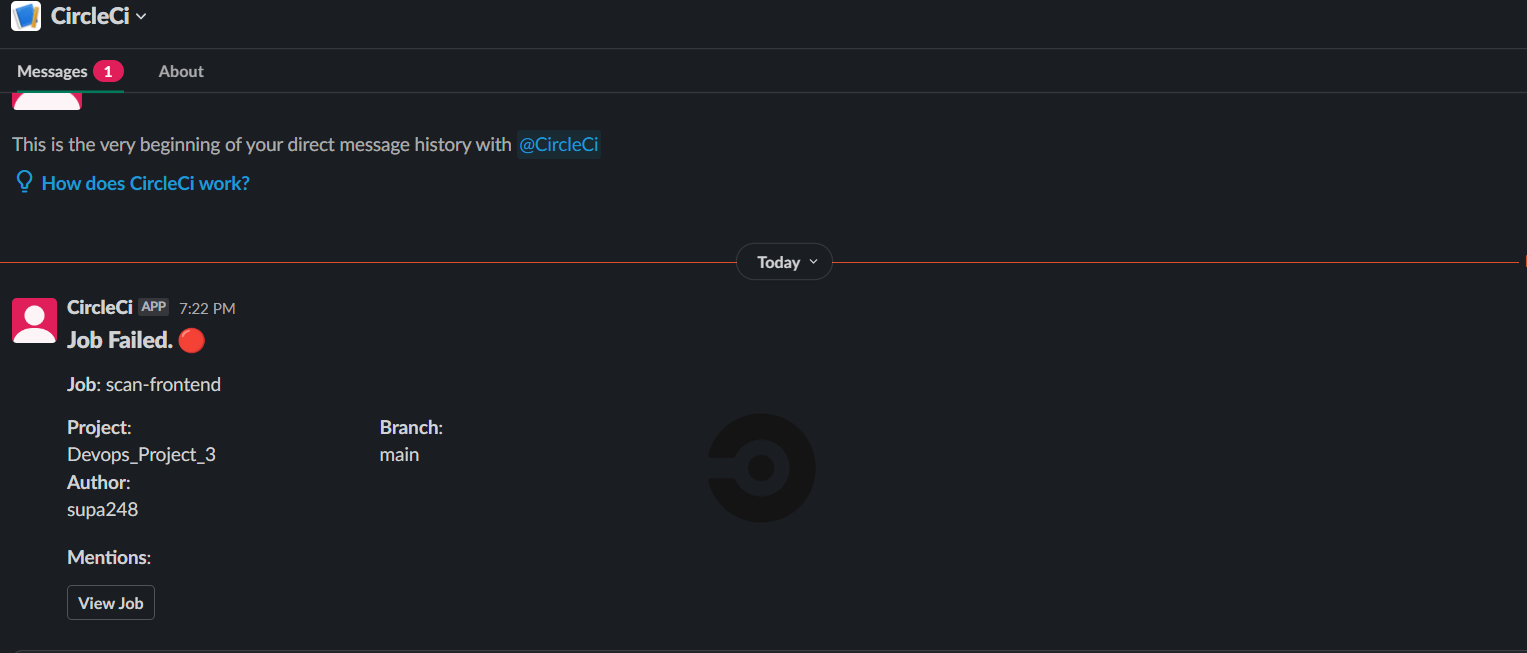 CircleCi
Messages 1 About
This is the very beginning of your direct message history with @CircleCi
How does CircleCi work?
Today
CircleCi APP 7:22 PM
Job Failed.
Job: scan-frontend
Project: Branch:
Devops_Project_3 main
Author:
supa248
Mentions:
View Job